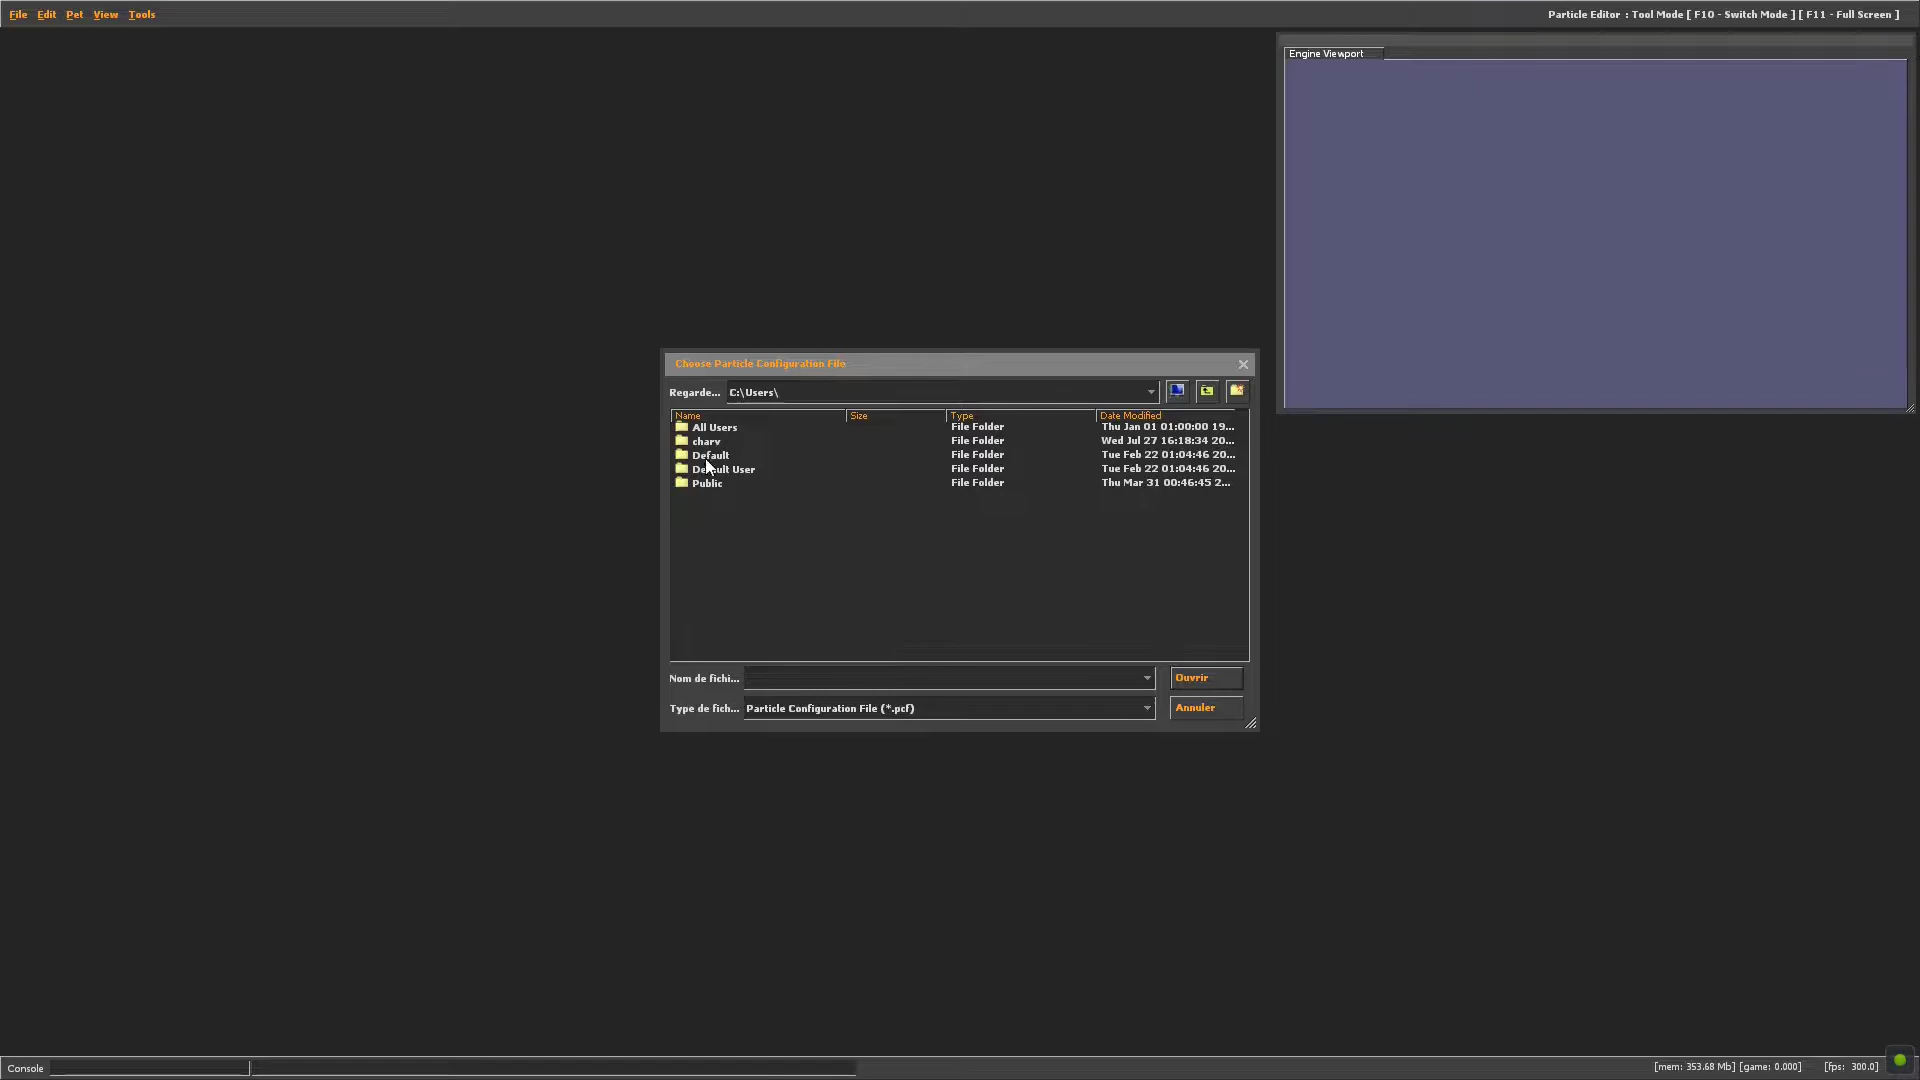 File Edit Pet View Tools
Particle Editor : Tool Mode [ F10 - Switch Mode ] [ F11 - Full Screen ]
Engine Viewport
Choose Particle Configuration File
Regarde... C:\Users\
Name Size Type Date Modified
All Users File Folder Thu Jan 01 01:00:00 19...
charv File Folder Wed Jul 27 16:18:34 20...
Default File Folder Tue Feb 22 01:04:46 20...
Default User File Folder Tue Feb 22 01:04:46 20...
Public File Folder Thu Mar 31 00:46:45 2...
Nom de fichi... Ouvrir
Type de fich... Particle Configuration File (*.pcf) Annuler
Console [mem: 353.68 Mb] [game: 0.000] [fps: 300.0]